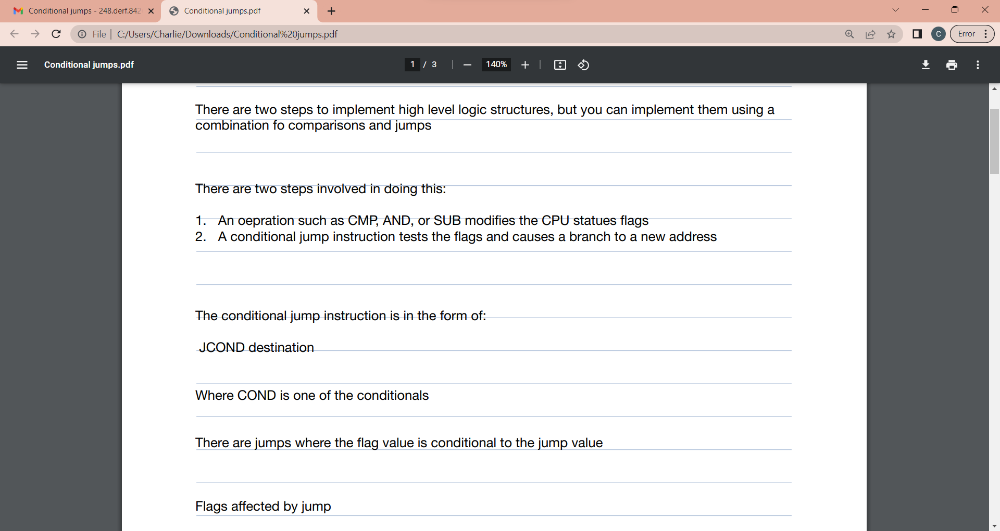 Conditional jumps - 248.derf.842
Conditional jumps.pdf
File
C:/Users/Charlie/Downloads/Conditional%20jumps.pdf
C
Error
Conditional jumps.pdf
1 / 3
140%
There are two steps to implement high level logic structures, but you can implement them using a
combination fo comparisons and jumps
There are two steps involved in doing this:
1. An oepration such as CMP, AND, or SUB modifies the CPU statues flags
2. A conditional jump instruction tests the flags and causes a branch to a new address
The conditional jump instruction is in the form of:
JCOND destination
Where COND is one of the conditionals
There are jumps where the flag value is conditional to the jump value
Flags affected by jump